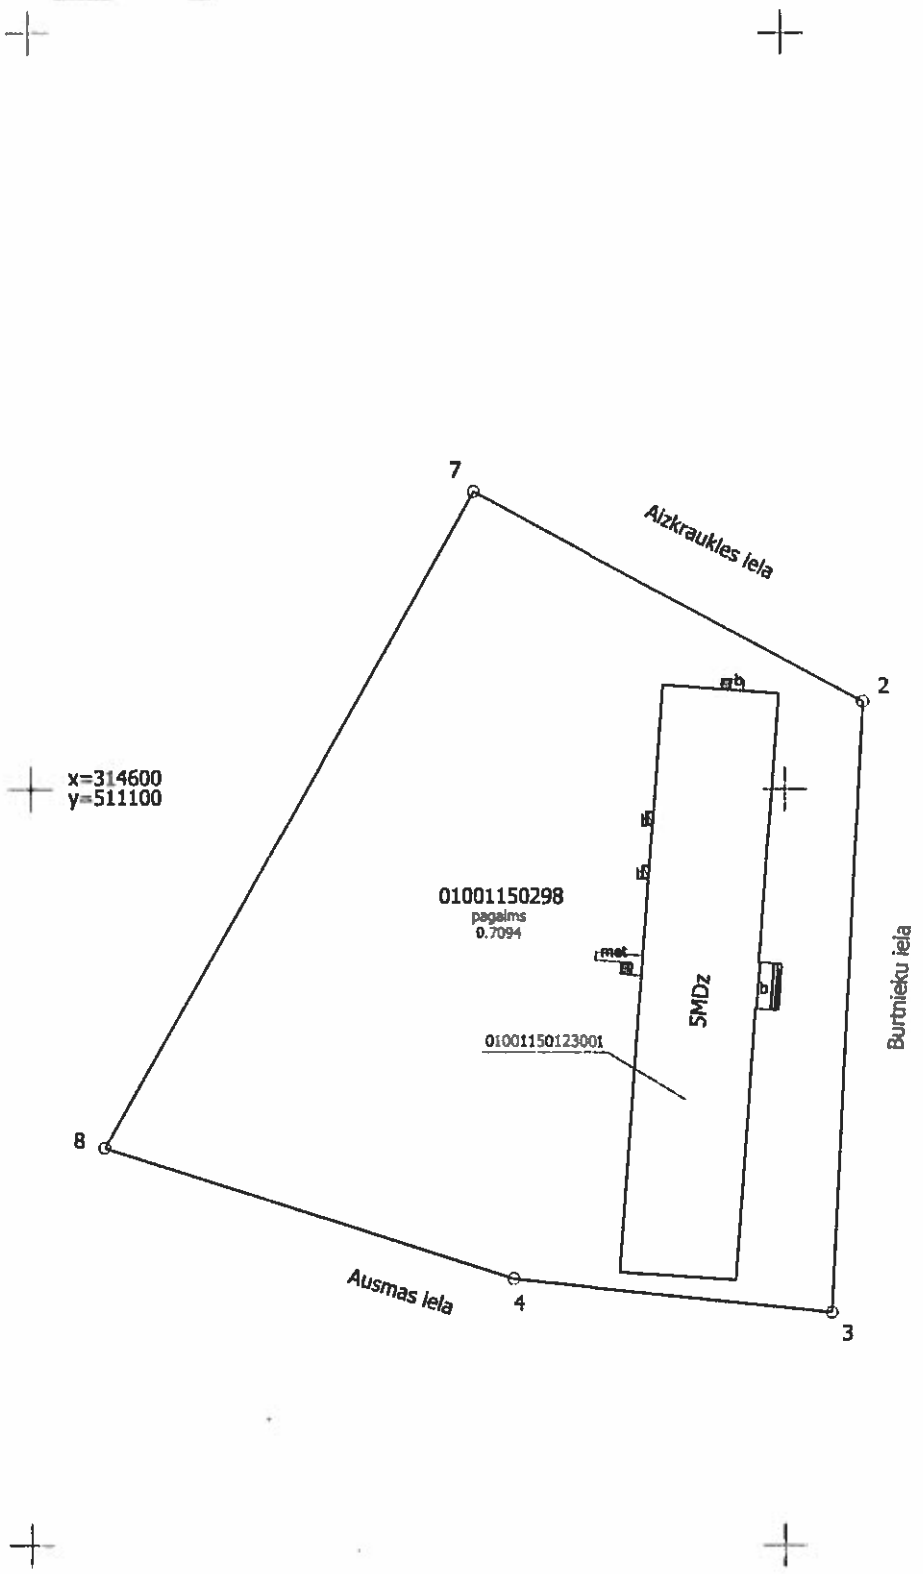 7
Aizkraukles iela
2
b
x=314600
y=511100
01001150298
pagalms
0.7094
met
b
5MDz
Burtnieku iela
01001150123001
8
Ausmas iela
4
3